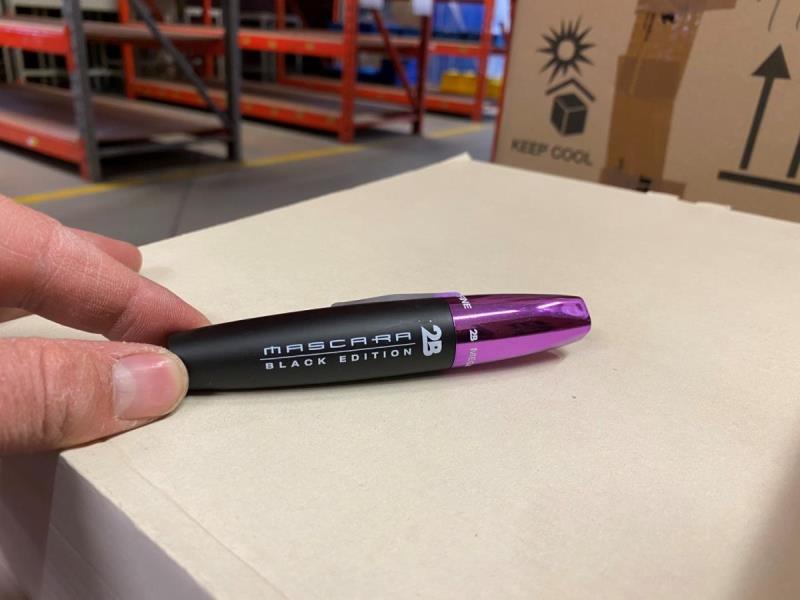 MASCARA
BLACK EDITION
2B
2B
KEEP COOL